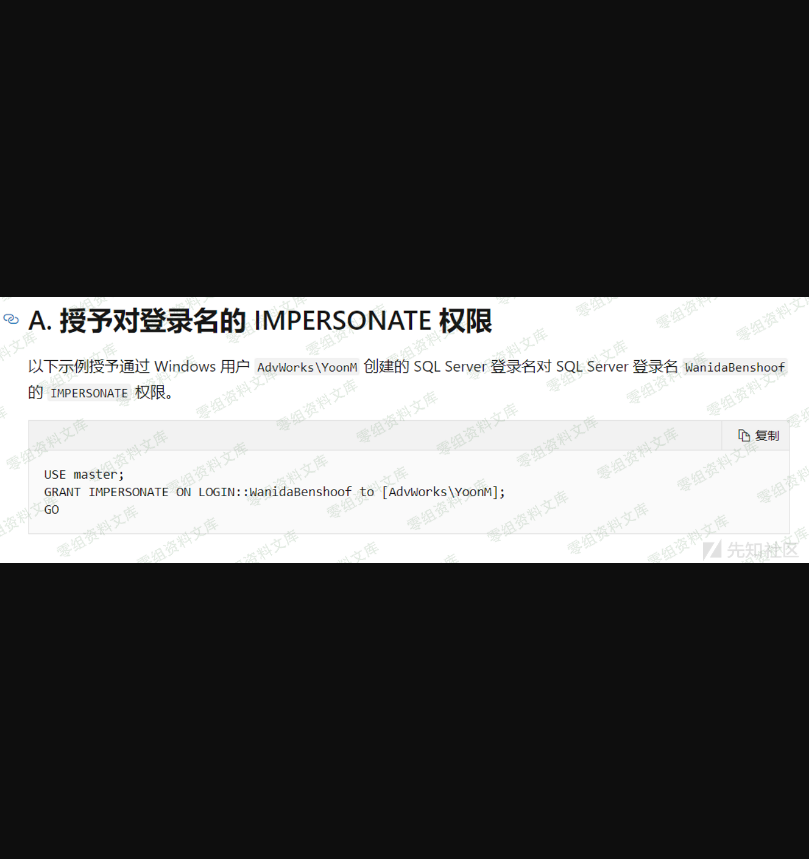 A. 授予对登录名的 IMPERSONATE 权限
以下示例授予通过 Windows 用户 AdvWorks\YoonM 创建的 SQL Server 登录名对 SQL Server 登录名 WanidaBenshoof
的 IMPERSONATE 权限。
复制
USE master;
GRANT IMPERSONATE ON LOGIN::WanidaBenshoof to [AdvWorks\YoonM];
GO
先知社区
零组资料文库